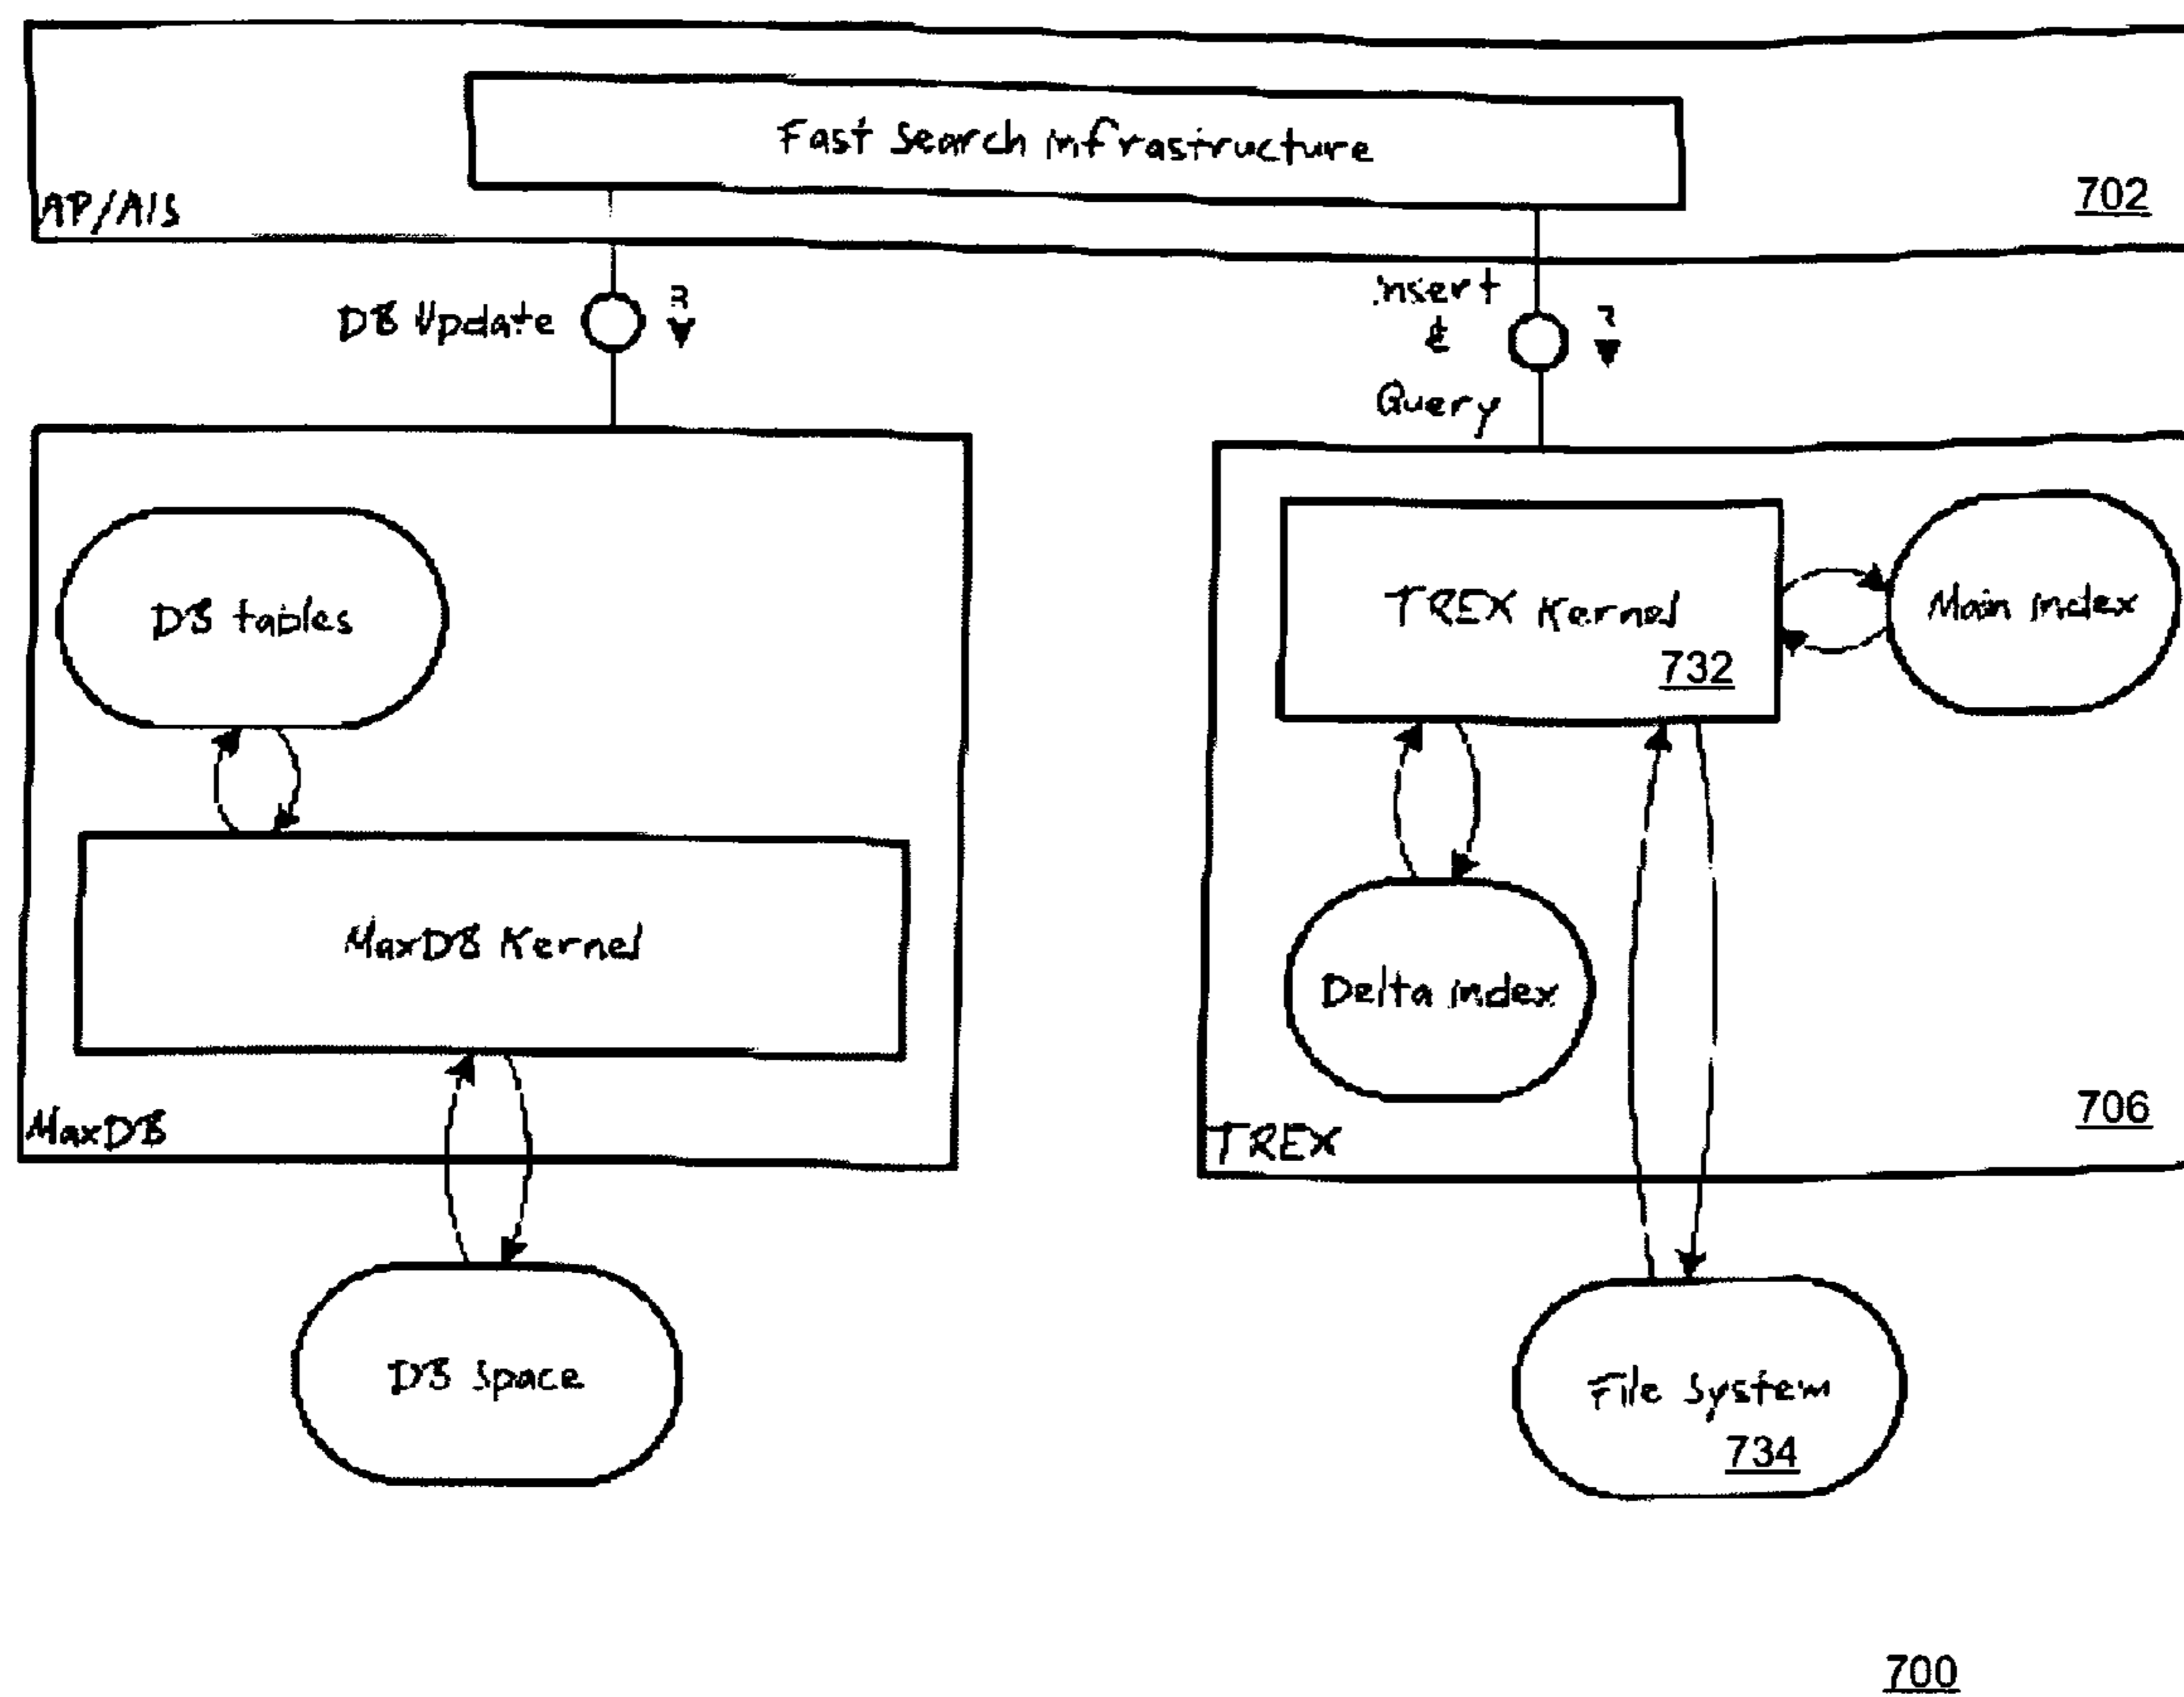 Fast Search Infrastructure
702
AP/AIS
DB Update
R
Insert
&
R
Query
DB tables
TREX Kernel
732
Main Index
MaxDB Kernel
Delta Index
MaxDB
706
TREX
DB Space
File System
734
700